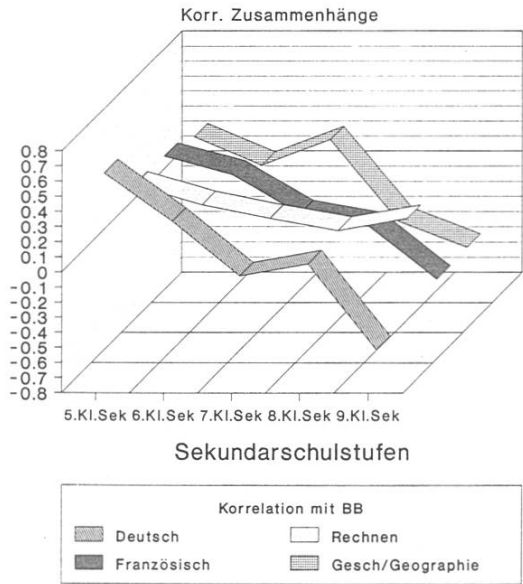 Korr. Zusammenhänge
0.8
0.7
0.6
0.5
0.4
0.3
0.2
0.1
0
-0.1
-0.2
-0.3
-0.4
-0.5
-0.6
-0.7
-0.8
5.Kl.Sek 6.Kl.Sek 7.Kl.Sek 8.Kl.Sek 9.Kl.Sek
Sekundarschulstufen
Korrelation mit BB
Deutsch Rechnen
Französisch Gesch/Geographie